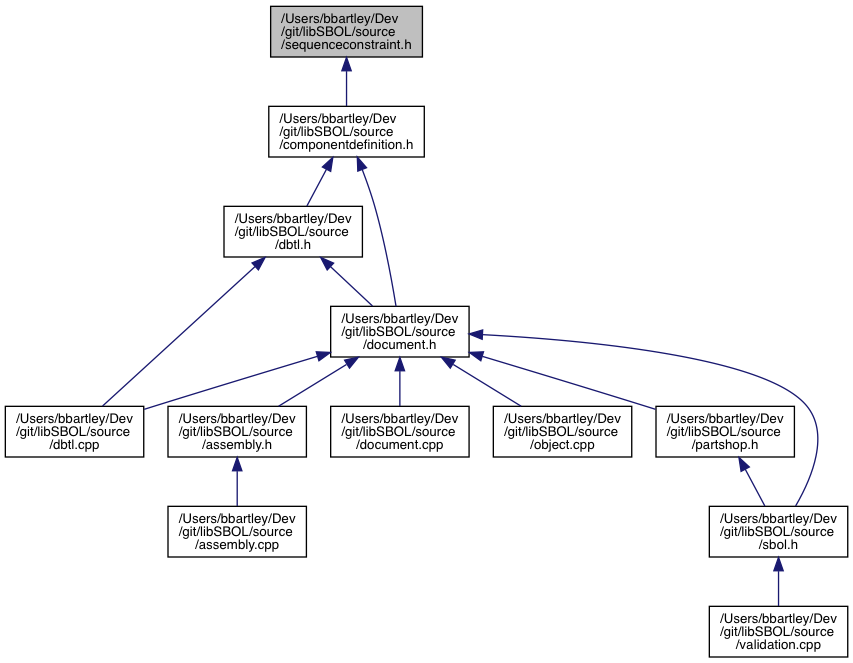 /Users/bbartley/Dev
git/libSBOL/source
/sequenceconstraint.h
/Users/bbartley/Dev
/git/libSBOL/source
/componentdefinition.h
/Users/bbartley/Dev
/git/libSBOL/source
/dbtl.h
/Users/bbartley/Dev
/git/libSBOL/source
/document.h
/Users/bbartley/Dev
/git/libSBOL/source
/dbtl.cpp
/Users/bbartley/Dev
/git/libSBOL/source
/assembly.h
/Users/bbartley/Dev
/git/libSBOL/source
/document.cpp
/Users/bbartley/Dev
/git/libSBOL/source
/object.cpp
/Users/bbartley/Dev
/git/libSBOL/source
/partshop.h
/Users/bbartley/Dev
/git/libSBOL/source
/assembly.cpp
/Users/bbartley/Dev
/git/libSBOL/source
/sbol.h
/Users/bbartley/Dev
/git/libSBOL/source
/validation.cpp